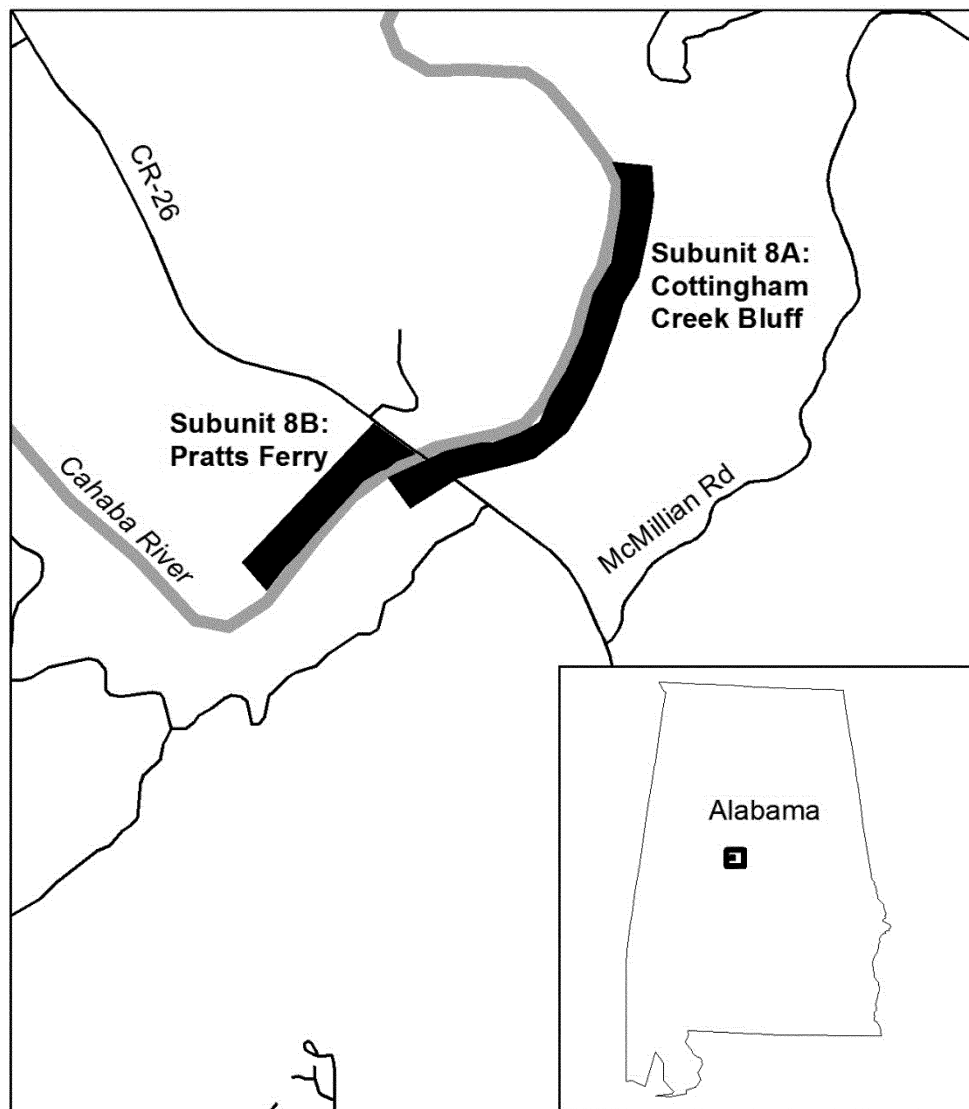 CR-26
Subunit 8A:
Cottingham
Creek Bluff
Subunit 8B:
Pratts Ferry
Cahaba River
McMillian Rd
Alabama